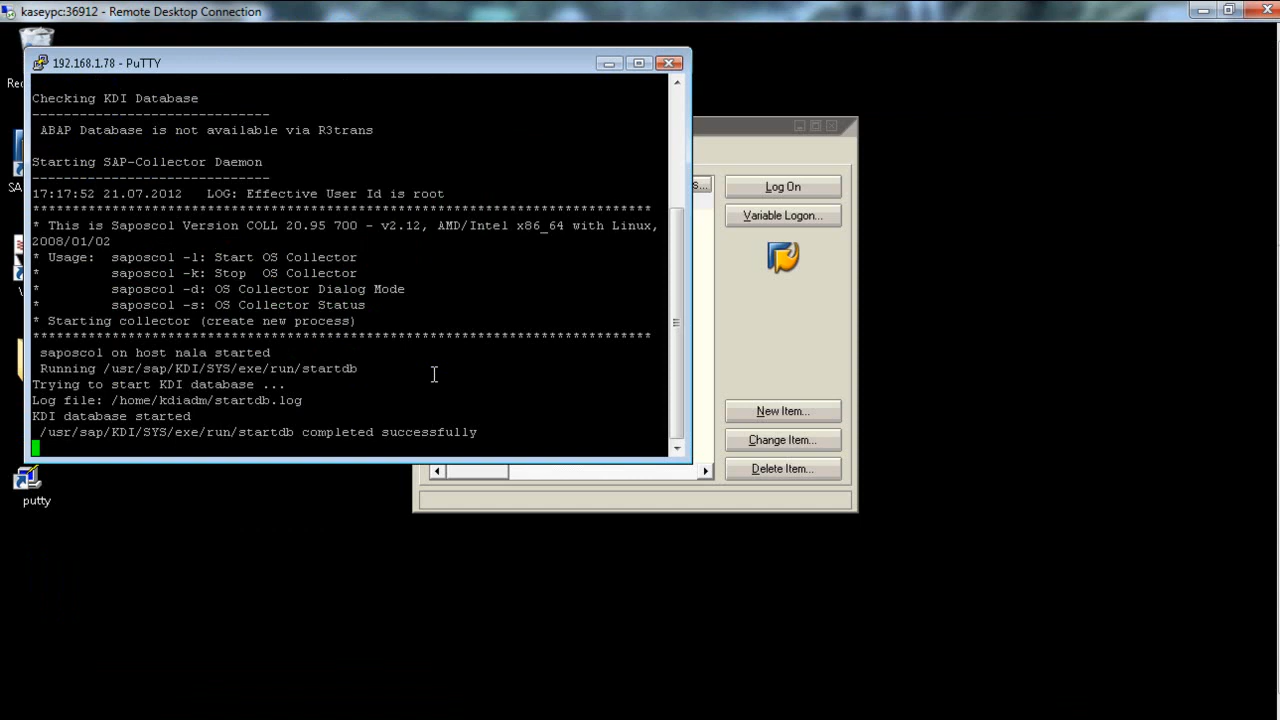 kaseypc:36912 - Remote Desktop Connection
192.168.1.78 - PuTTY
Checking KDI Database
------------------------------
ABAP Database is not available via R3trans
Starting SAP-Collector Daemon
------------------------------
17:17:52 21.07.2012   LOG: Effective User Id is root
******************************************************************************
* This is Saposcol Version COLL 20.95 700 - v2.12, AMD/Intel x86_64 with Linux,
2008/01/02
* Usage:  saposcol -l: Start OS Collector
*         saposcol -k: Stop  OS Collector
*         saposcol -d: OS Collector Dialog Mode
*         saposcol -s: OS Collector Status
* Starting collector (create new process)
******************************************************************************
saposcol on host nala started
Running /usr/sap/KDI/SYS/exe/run/startdb
Trying to start KDI database ...
Log file: /home/kdiadm/startdb.log
KDI database started
/usr/sap/KDI/SYS/exe/run/startdb completed successfully
Rec
SA
s...
Log On
Variable Logon...
New Item...
Change Item...
Delete Item...
putty